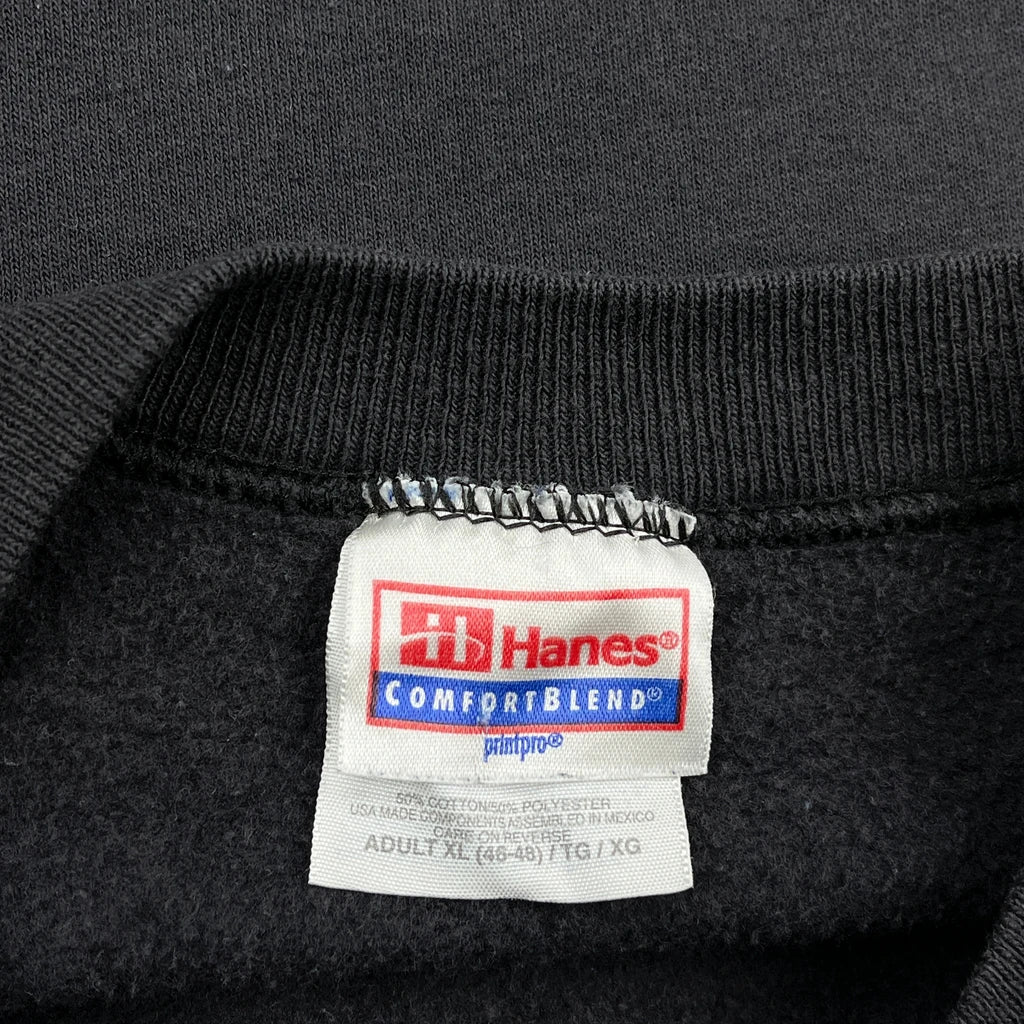 Hanes®
COMFORTBLEND®
printpro®
50% COTTON/50% POLYESTER
USA MADE COMPONENTS ASSEMBLED IN MEXICO
CARE ON REVERSE
ADULT XL (46-48) / TG / XG